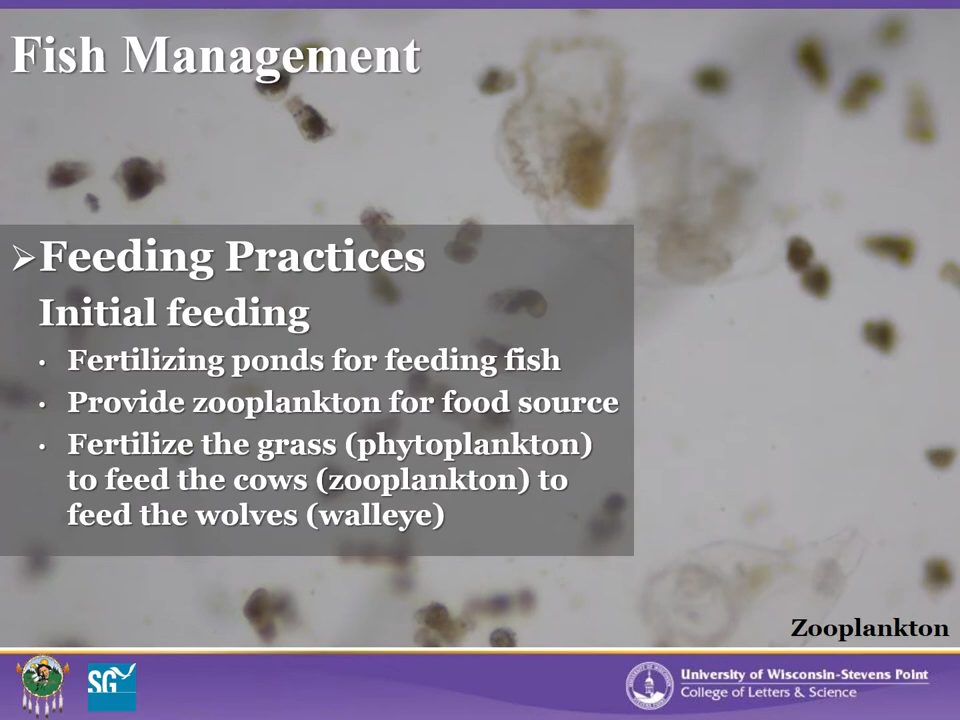 Fish Management
➢Feeding Practices
Initial feeding
• Fertilizing ponds for feeding fish
• Provide zooplankton for food source
• Fertilize the grass (phytoplankton)
to feed the cows (zooplankton) to
feed the wolves (walleye)
Zooplankton
SG
University of Wisconsin-Stevens Point
College of Letters & Science